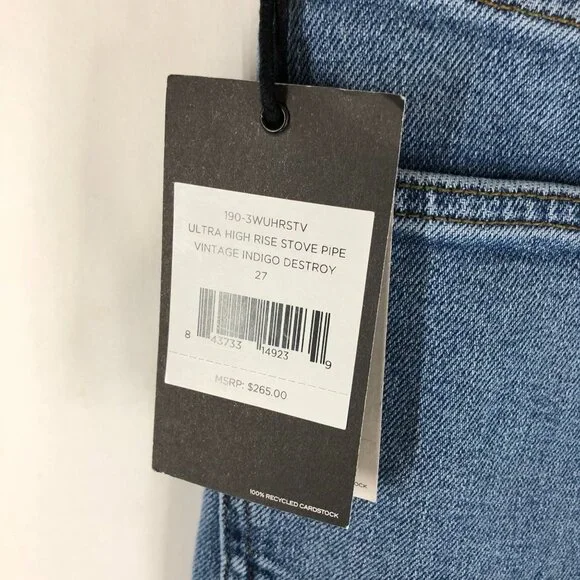 190-3WUHRSTV
ULTRA HIGH RISE STOVE PIPE
VINTAGE INDIGO DESTROY
27
8 43733 14923 9
MSRP: $265.00
100% RECYCLED CARDSTOCK